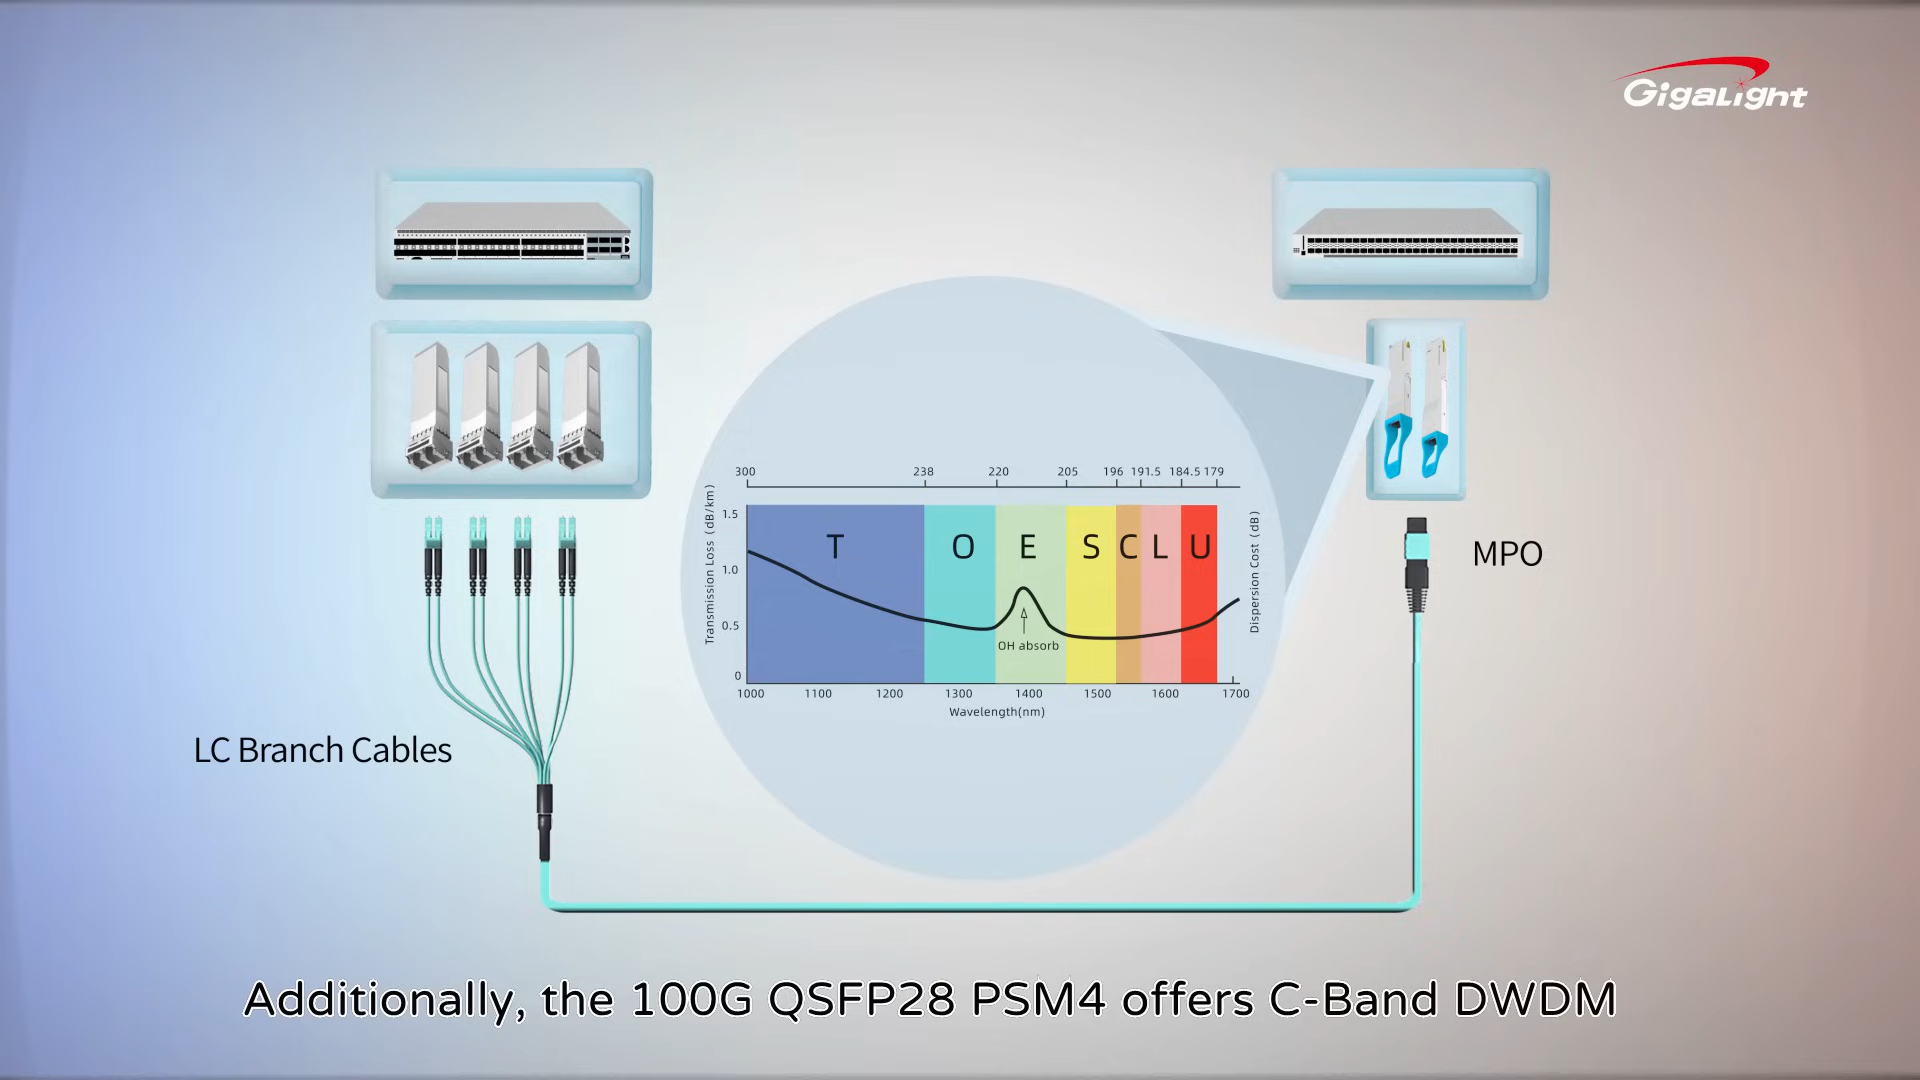 GigaLight
300 238 220 205 196 191.5 184.5 179
Transmission Loss (dB/km)
1.5
1.0
0.5
0
T O E S C L U
OH absorb
Dispersion Cost (dB)
1000 1100 1200 1300 1400 1500 1600 1700
Wavelength(nm)
MPO
LC Branch Cables
Additionally, the 100G QSFP28 PSM4 offers C-Band DWDM